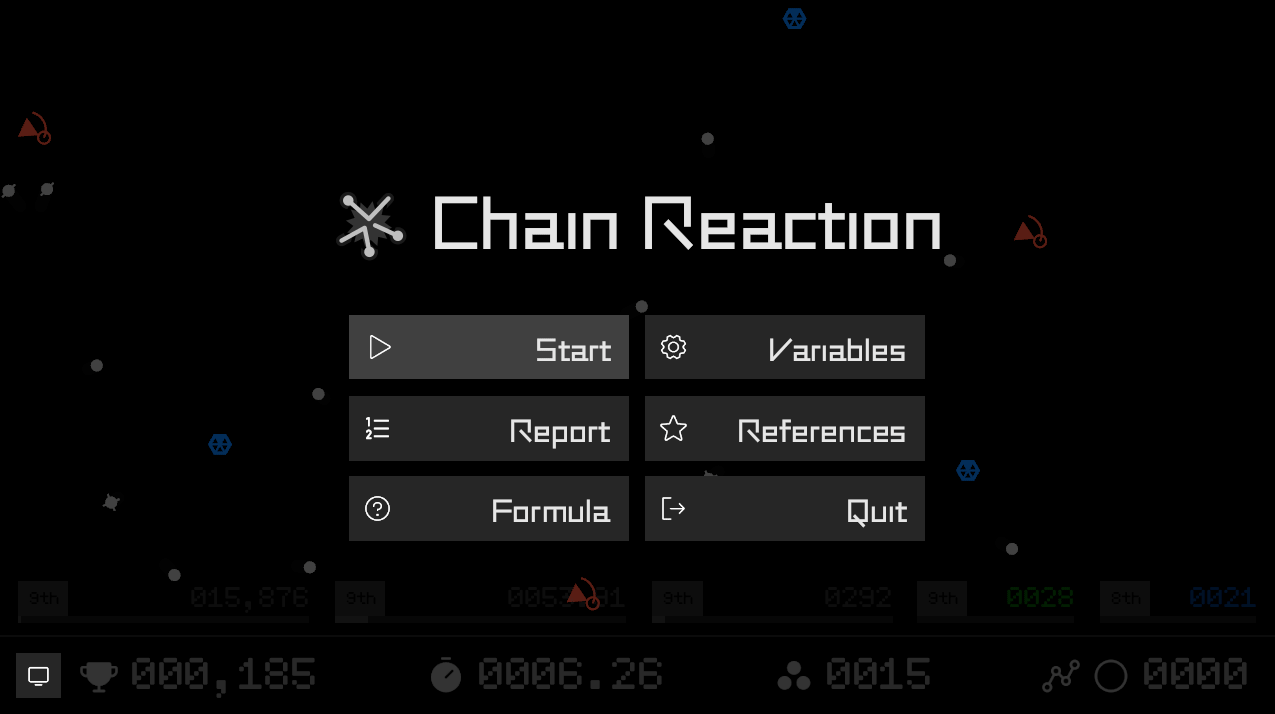 Chain Reaction
Start
Variables
Report
References
Formula
Quit
9th 015,876 9th 9th 0292 9th 0028 8th 0021
000,185 0006.26 0015 0000